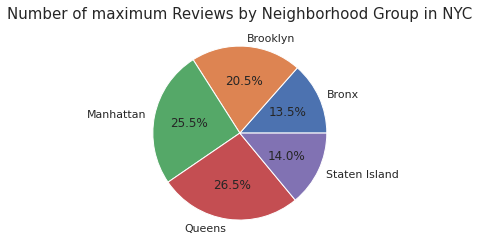 Number of maximum Reviews by Neighborhood Group in NYC
Brooklyn
20.5%
Bronx
13.5%
Manhattan
25.5%
14.0%
Staten Island
26.5%
Queens